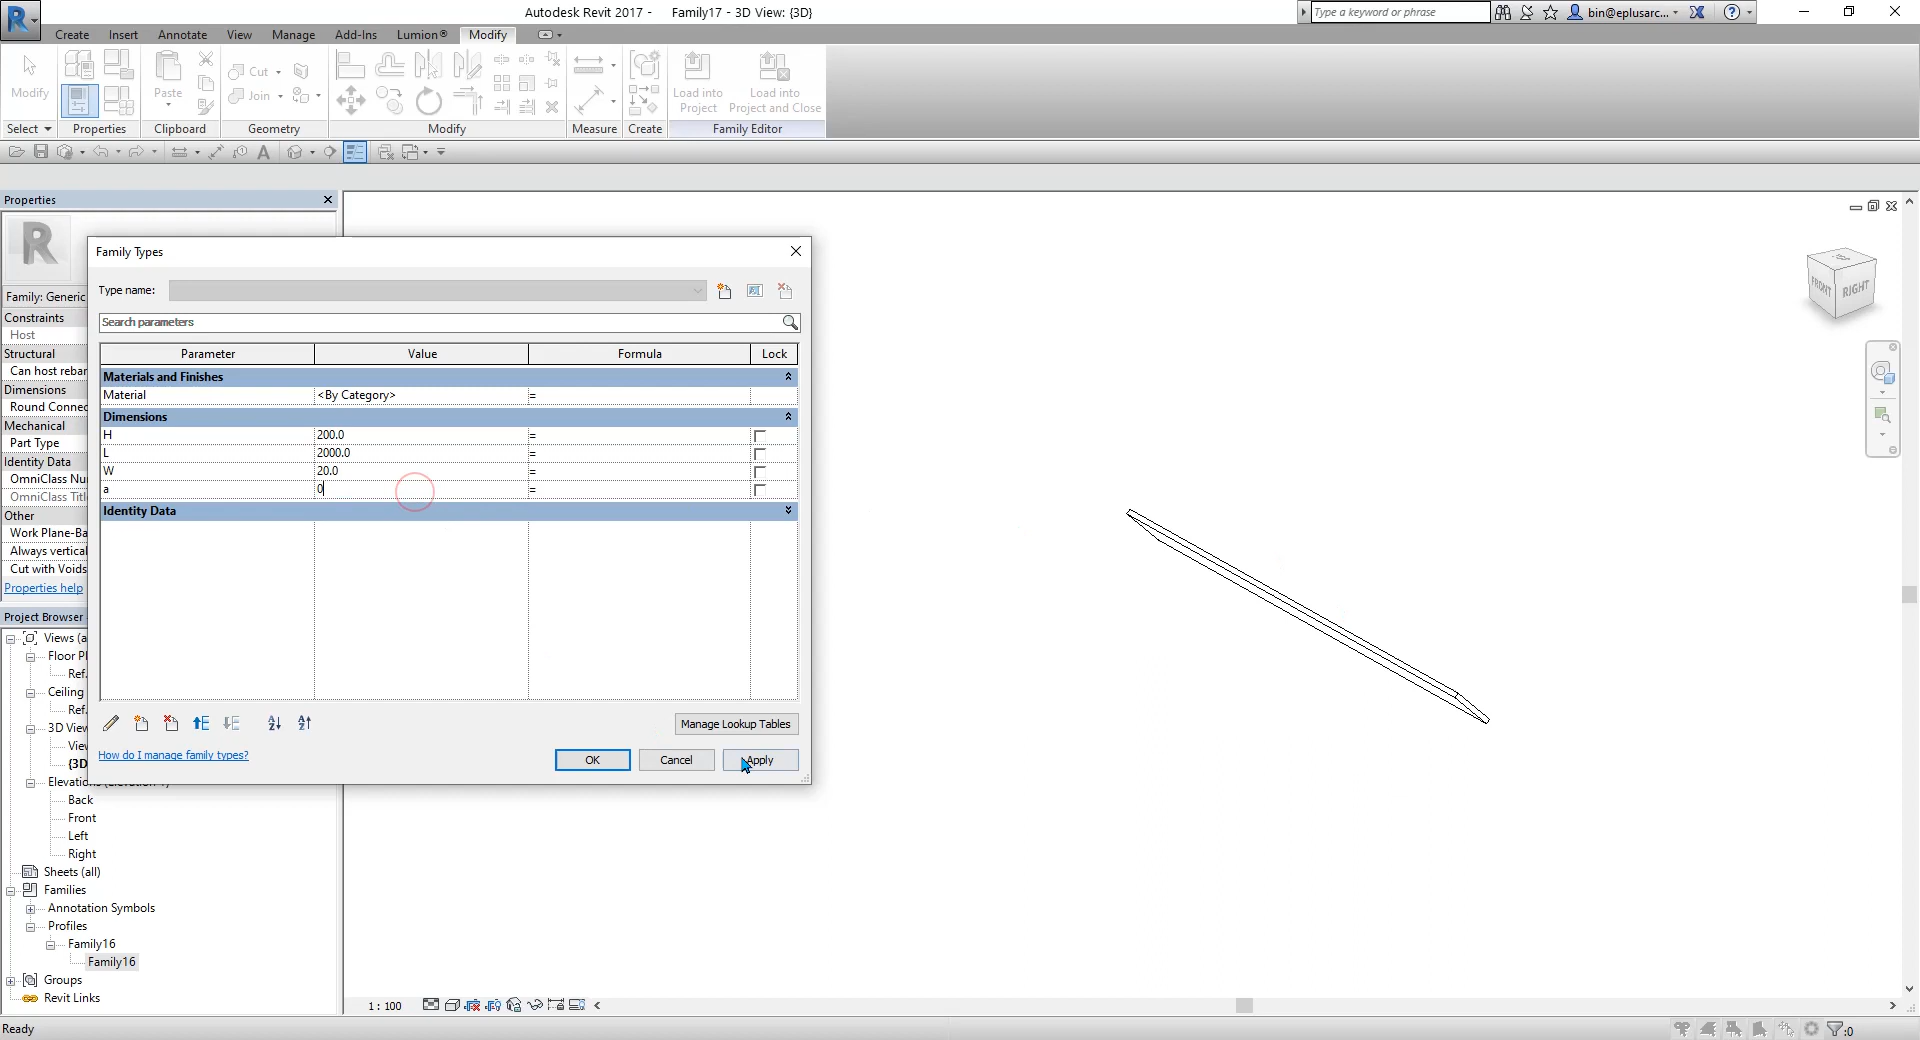 Autodesk Revit 2017 -     Family17 - 3D View: {3D}
Type a keyword or phrase
bin@eplusarc...
Create Insert Annotate View Manage Add-Ins Lumion® Modify
Modify
Paste
Cut
Join
Load into Project
Load into Project and Close
Select Properties Clipboard Geometry Modify Measure Create Family Editor
Properties
Family: Generic
Constraints
Host
Structural
Can host rebar
Dimensions
Round Connec
Mechanical
Part Type
Identity Data
OmniClass Nu
OmniClass Titl
Other
Work Plane-Ba
Always vertical
Cut with Voids
Properties help
Family Types
Type name:
Search parameters
Parameter Value Formula Lock
Materials and Finishes
Material <By Category> =
Dimensions
H 200.0 =
L 2000.0 =
W 20.0 =
a 0 =
Identity Data
Manage Lookup Tables
How do I manage family types?
OK Cancel Apply
FRONT RIGHT
Project Browser
Views (a
Floor Pl
Ref.
Ceiling
Ref.
3D View
View
{3D
Elevations (Elevation 1)
Back
Front
Left
Right
Sheets (all)
Families
Annotation Symbols
Profiles
Family16
Family16
Groups
Revit Links
1 : 100
Ready
:0